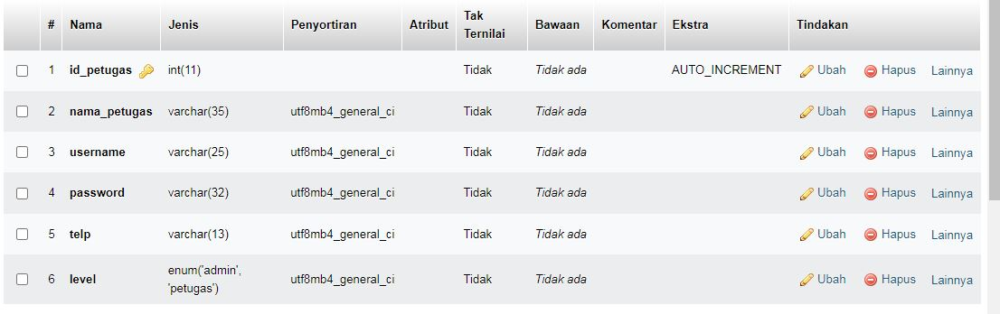 # Nama Jenis Penyortiran Atribut Tak Ternilai Bawaan Komentar Ekstra Tindakan
1 id_petugas int(11) Tidak Tidak ada AUTO_INCREMENT Ubah Hapus Lainnya
2 nama_petugas varchar(35) utf8mb4_general_ci Tidak Tidak ada Ubah Hapus Lainnya
3 username varchar(25) utf8mb4_general_ci Tidak Tidak ada Ubah Hapus Lainnya
4 password varchar(32) utf8mb4_general_ci Tidak Tidak ada Ubah Hapus Lainnya
5 telp varchar(13) utf8mb4_general_ci Tidak Tidak ada Ubah Hapus Lainnya
6 level enum('admin', 'petugas') utf8mb4_general_ci Tidak Tidak ada Ubah Hapus Lainnya